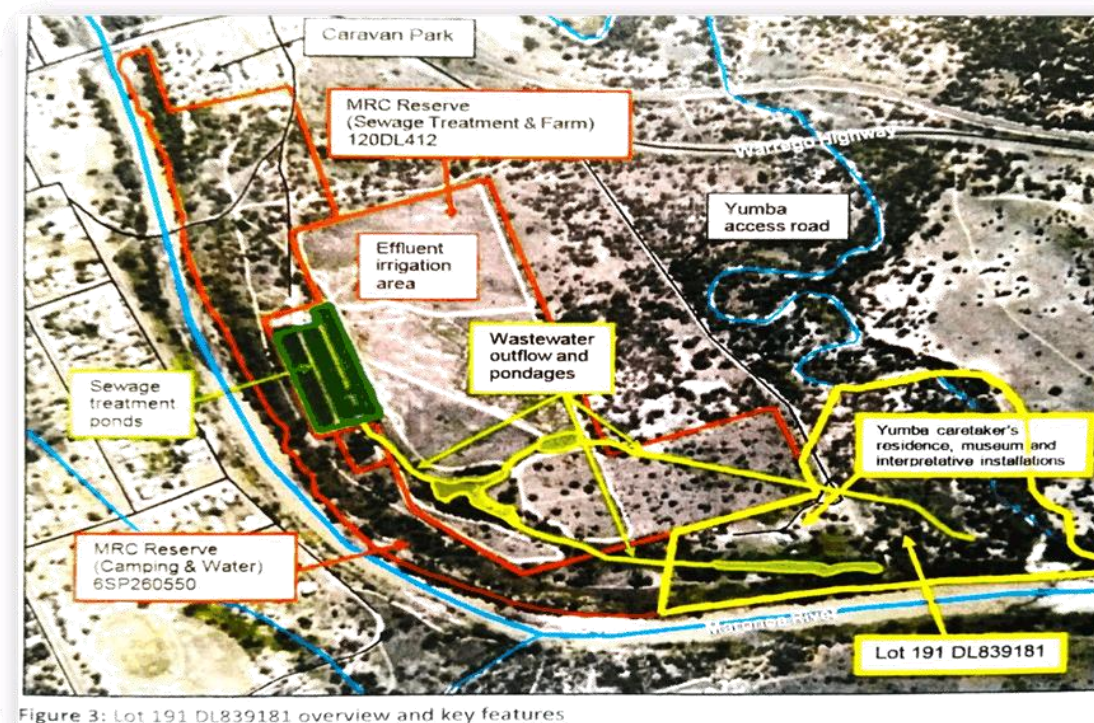 Caravan Park
MRC Reserve
(Sewage Treatment & Farm)
120DL412
Warrego Highway
Yumba
access road
Effluent
irrigation
area
Wastewater
outflow and
pondages
Sewage
treatment
ponds
Yumba caretaker's
residence, museum and
interpretative installations
MRC Reserve
(Camping & Water)
6SP260550
Maranoa River
Lot 191 DL839181
Figure 3: Lot 191 DL839181 overview and key features